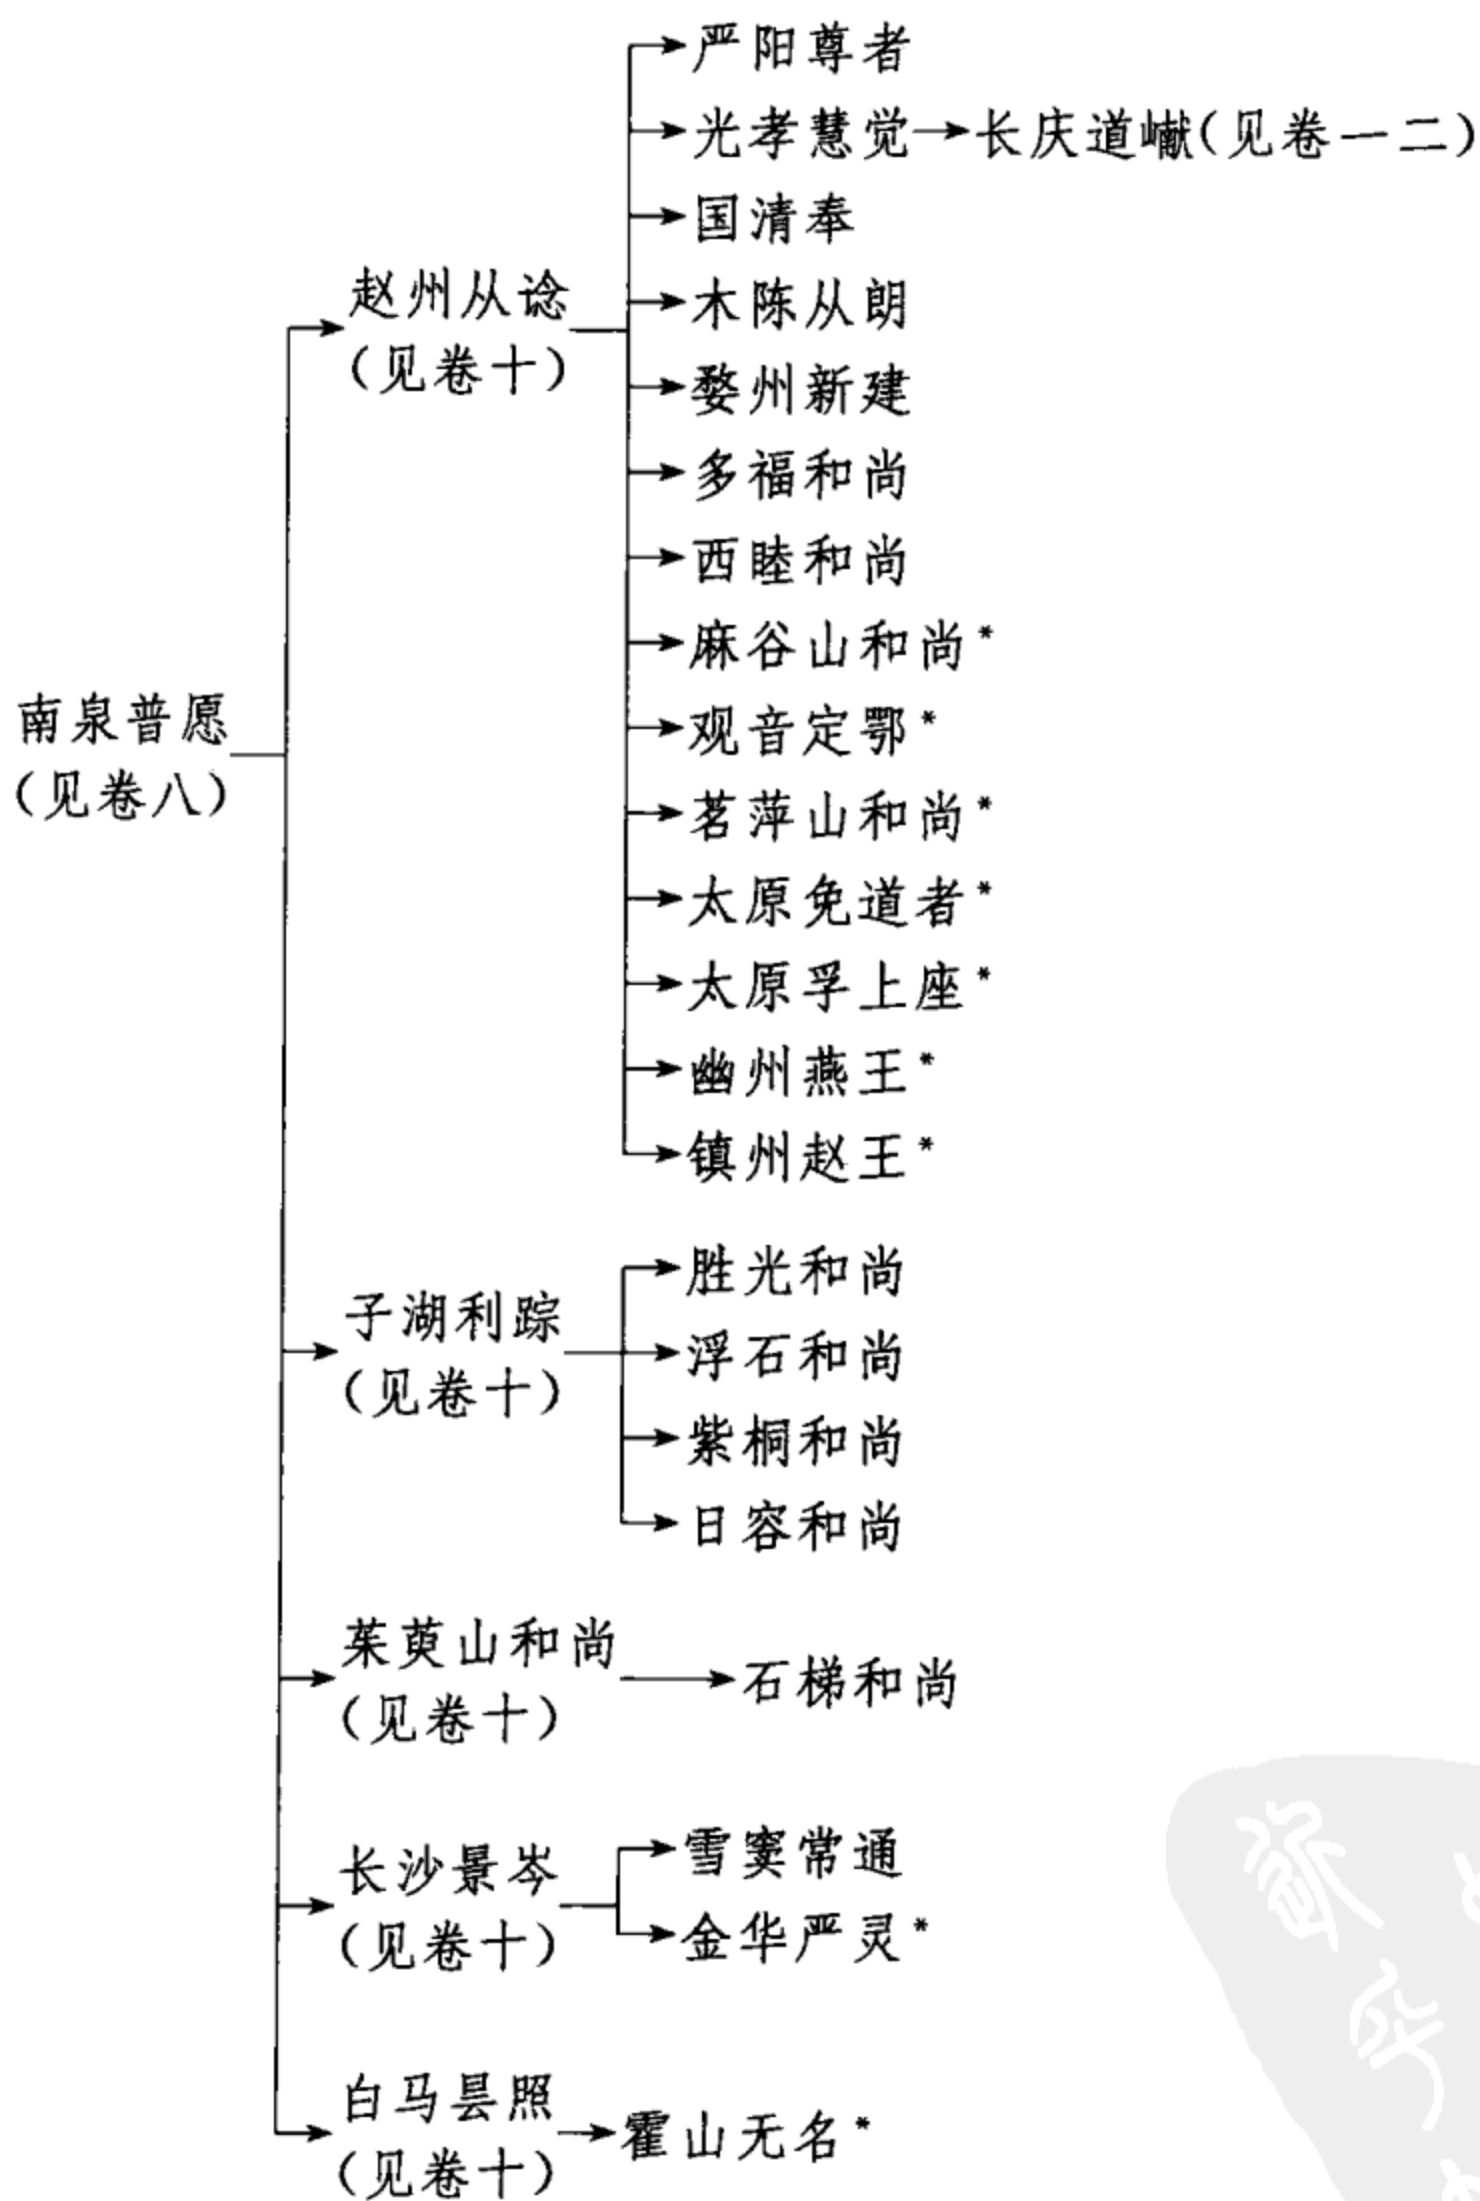 南泉普愿
(见卷八)
赵州从谂
(见卷十)
严阳尊者
光孝慧觉
长庆道巘(见卷一二)
国清奉
木陈从朗
婺州新建
多福和尚
西睦和尚
麻谷山和尚*
观音定鄂*
茗萍山和尚*
太原免道者*
太原孚上座*
幽州燕王*
镇州赵王*
子湖利踪
(见卷十)
胜光和尚
浮石和尚
紫桐和尚
日容和尚
茱萸山和尚
(见卷十)
石梯和尚
长沙景岑
(见卷十)
雪窦常通
金华严灵*
白马昙照
(见卷十)
霍山无名*